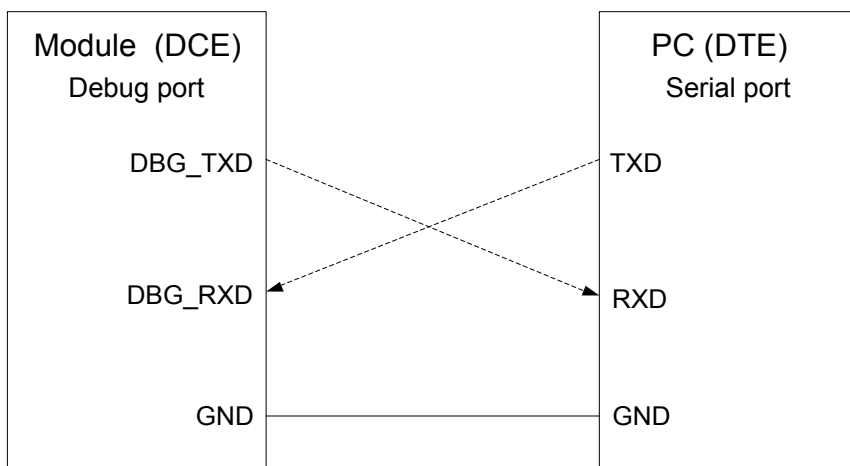 Module (DCE)
Debug port
DBG_TXD
DBG_RXD
GND
PC (DTE)
Serial port
TXD
RXD
GND